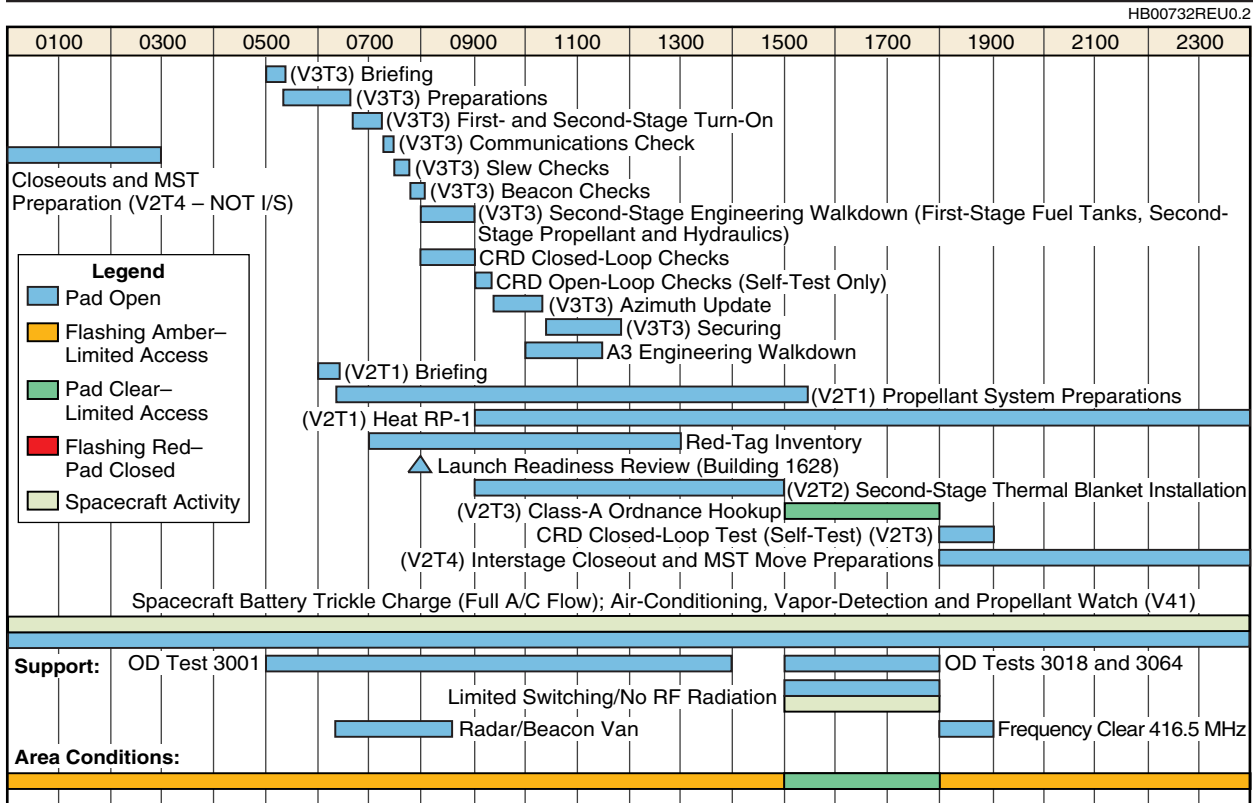 HB00732REU0.2
0100 0300 0500 0700 0900 1100 1300 1500 1700 1900 2100 2300
(V3T3) Briefing
(V3T3) Preparations
(V3T3) First- and Second-Stage Turn-On
(V3T3) Communications Check
(V3T3) Slew Checks
Closeouts and MST
Preparation (V2T4 – NOT I/S)
(V3T3) Beacon Checks
(V3T3) Second-Stage Engineering Walkdown (First-Stage Fuel Tanks, Second-
Stage Propellant and Hydraulics)
CRD Closed-Loop Checks
CRD Open-Loop Checks (Self-Test Only)
(V3T3) Azimuth Update
(V3T3) Securing
A3 Engineering Walkdown
(V2T1) Briefing
(V2T1) Propellant System Preparations
(V2T1) Heat RP-1
Red-Tag Inventory
Launch Readiness Review (Building 1628)
(V2T2) Second-Stage Thermal Blanket Installation
(V2T3) Class-A Ordnance Hookup
CRD Closed-Loop Test (Self-Test) (V2T3)
(V2T4) Interstage Closeout and MST Move Preparations
Legend
Pad Open
Flashing Amber–
Limited Access
Pad Clear–
Limited Access
Flashing Red–
Pad Closed
Spacecraft Activity
Spacecraft Battery Trickle Charge (Full A/C Flow); Air-Conditioning, Vapor-Detection and Propellant Watch (V41)
Support: OD Test 3001
OD Tests 3018 and 3064
Limited Switching/No RF Radiation
Radar/Beacon Van
Frequency Clear 416.5 MHz
Area Conditions: